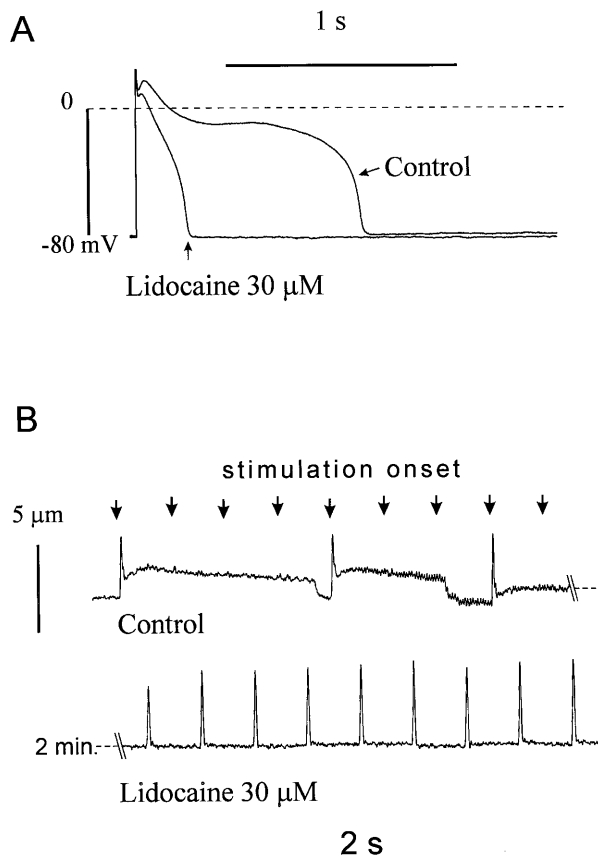 A
1 s
0
Control
-80 mV
Lidocaine 30 μM
B
stimulation onset
5 μm
Control
2 min.
Lidocaine 30 μM
2 s